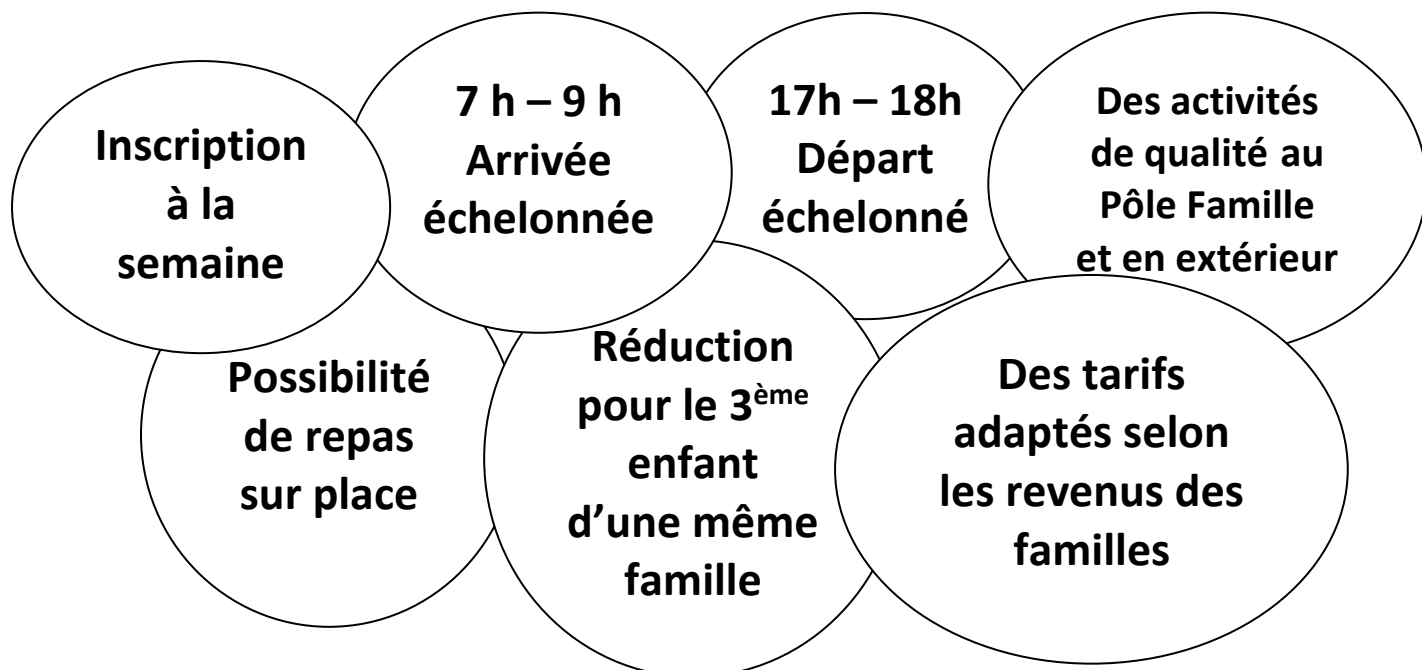 Inscription
à la
semaine
7 h – 9 h
Arrivée
échelonnée
17h – 18h
Départ
échelonné
Des activités
de qualité au
Pôle Famille
et en extérieur
Possibilité
de repas
sur place
Réduction
pour le 3ème
enfant
d’une même
famille
Des tarifs
adaptés selon
les revenus des
familles